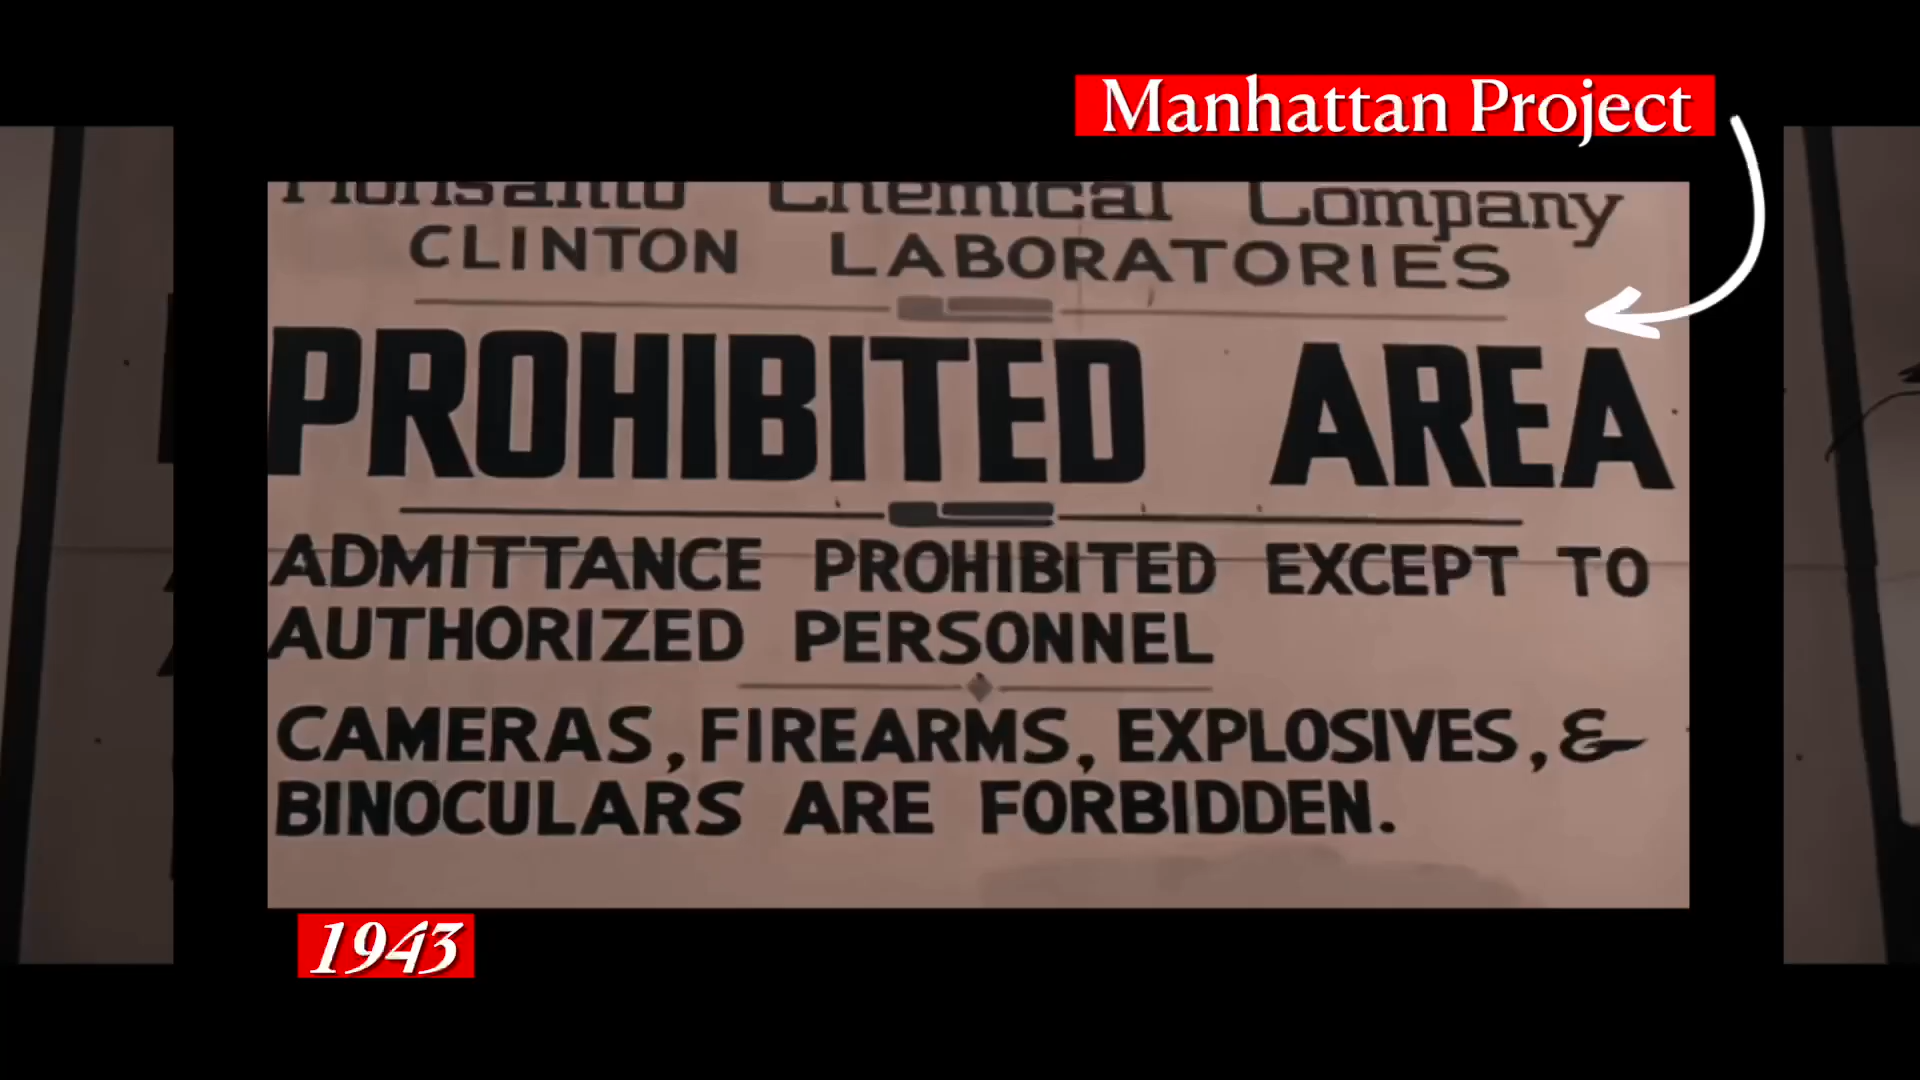 Manhattan Project
Monsanto Chemical Company
CLINTON LABORATORIES
PROHIBITED AREA
ADMITTANCE PROHIBITED EXCEPT TO
AUTHORIZED PERSONNEL
CAMERAS, FIREARMS, EXPLOSIVES, &
BINOCULARS ARE FORBIDDEN.
1943